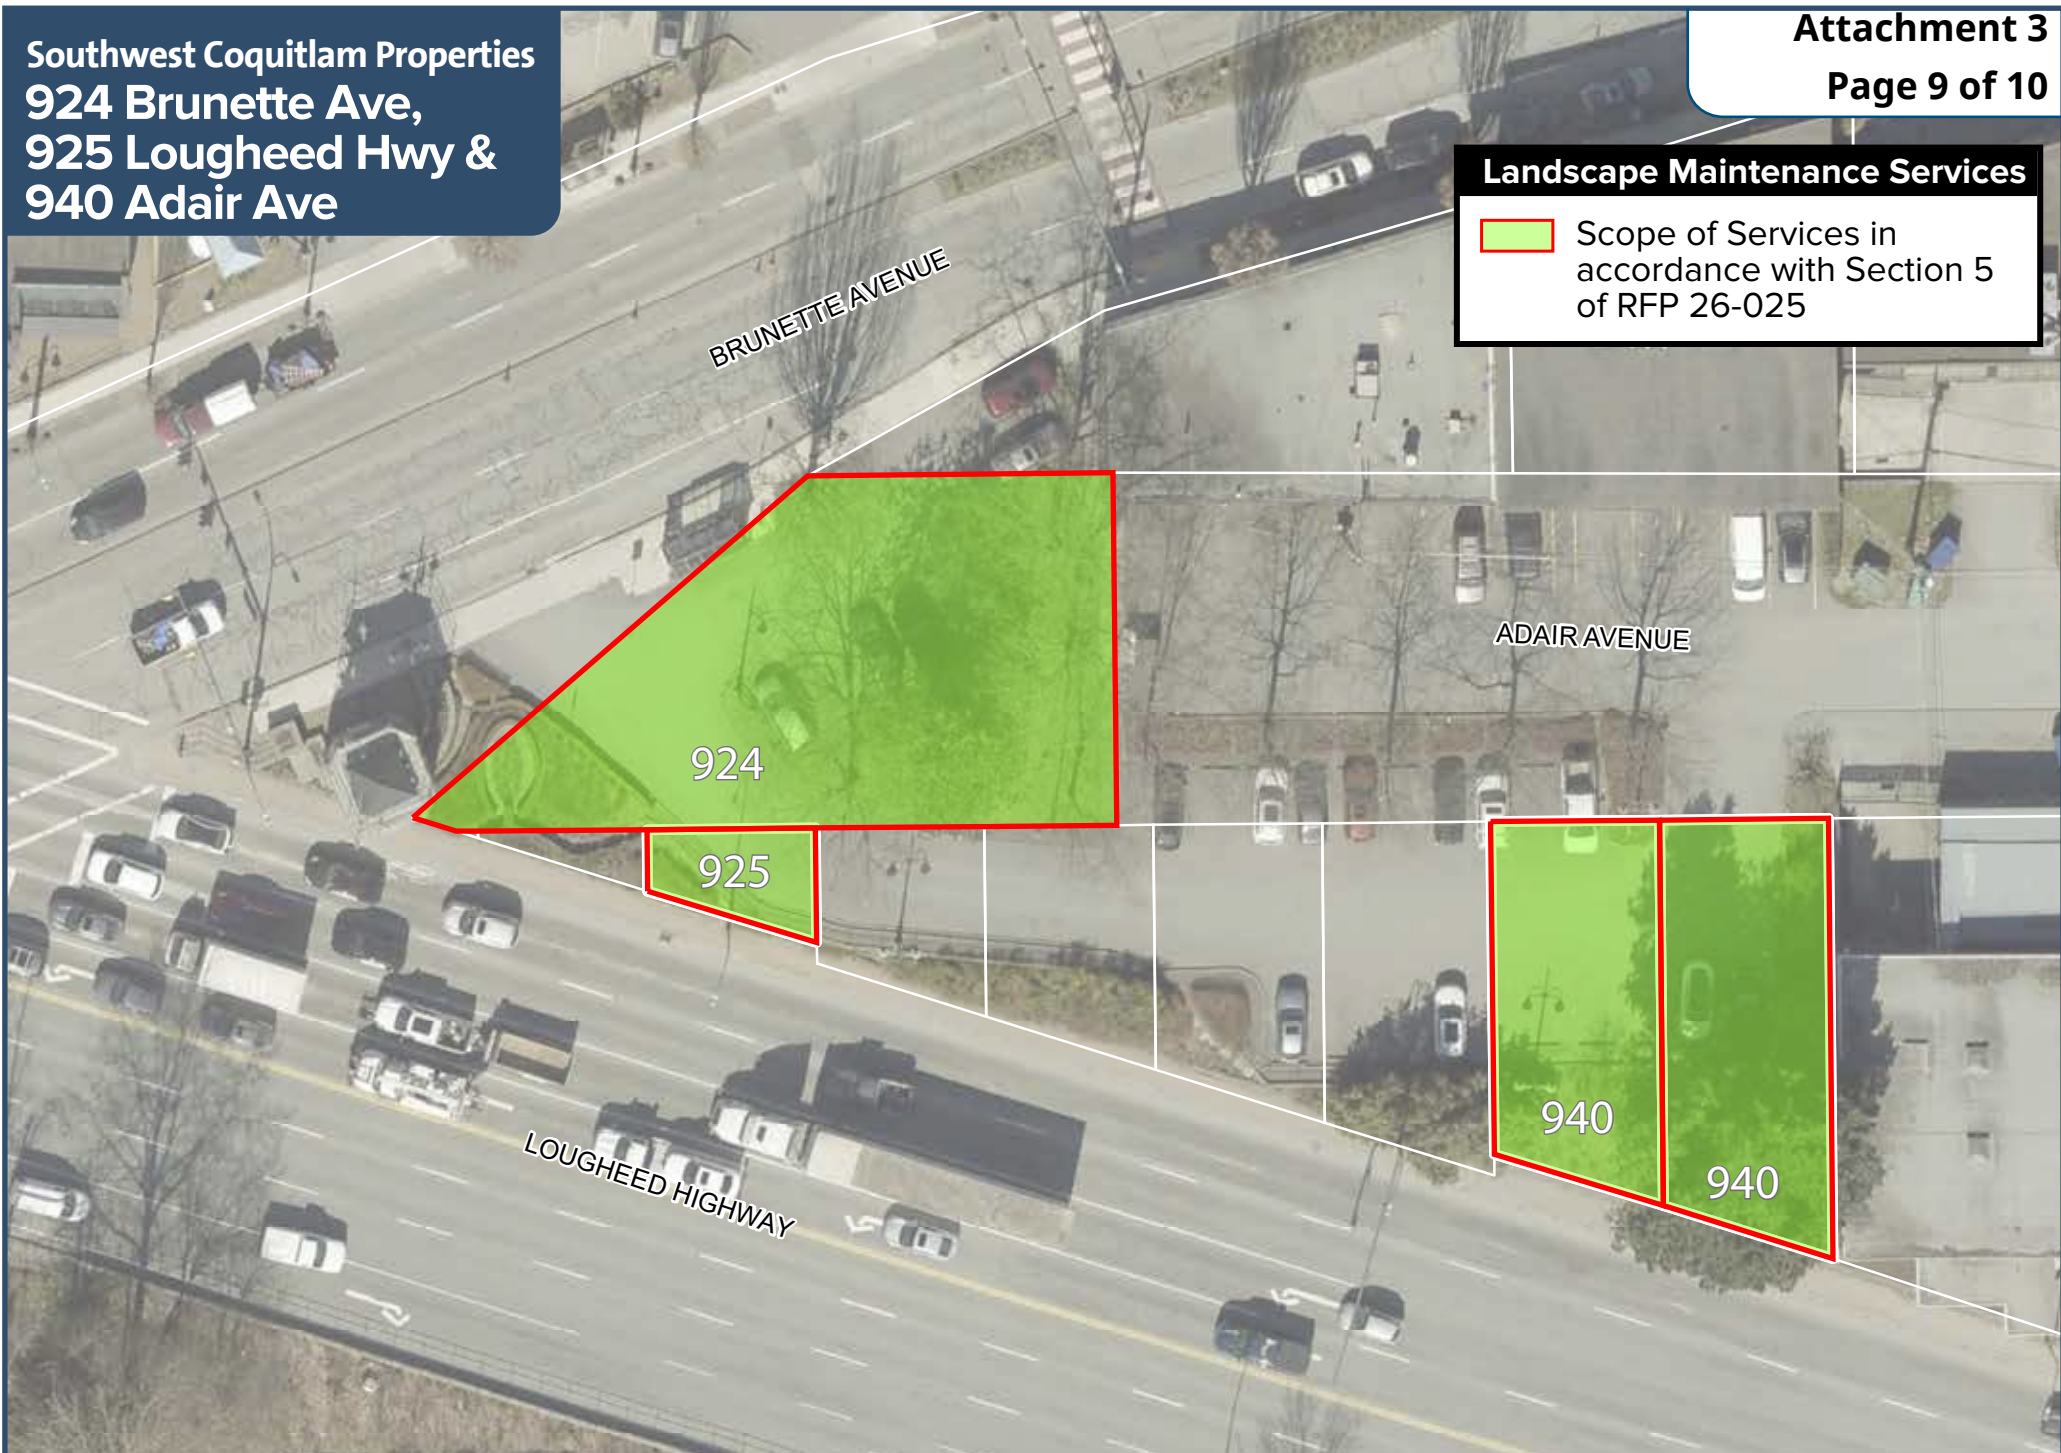 Southwest Coquitlam Properties
924 Brunette Ave,
925 Lougheed Hwy &
940 Adair Ave
Attachment 3
Page 9 of 10
Landscape Maintenance Services
Scope of Services in
accordance with Section 5
of RFP 26-025
BRUNETTE AVENUE
ADAIR AVENUE
924
925
940
940
LOUGHEED HIGHWAY